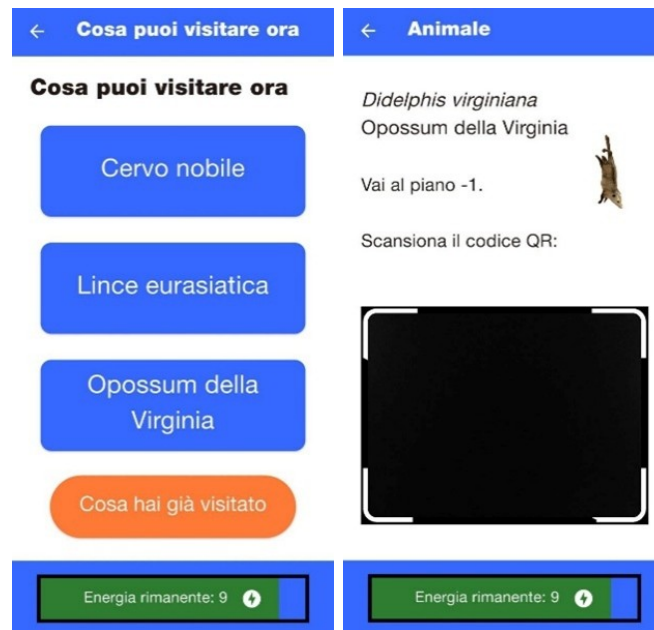 Cosa puoi visitare ora
Cosa puoi visitare ora
Cervo nobile
Lince eurasiatica
Opossum della
Virginia
Cosa hai già visitato
Energia rimanente: 9
Animale
Didelphis virginiana
Opossum della Virginia
Vai al piano -1.
Scansiona il codice QR:
Energia rimanente: 9